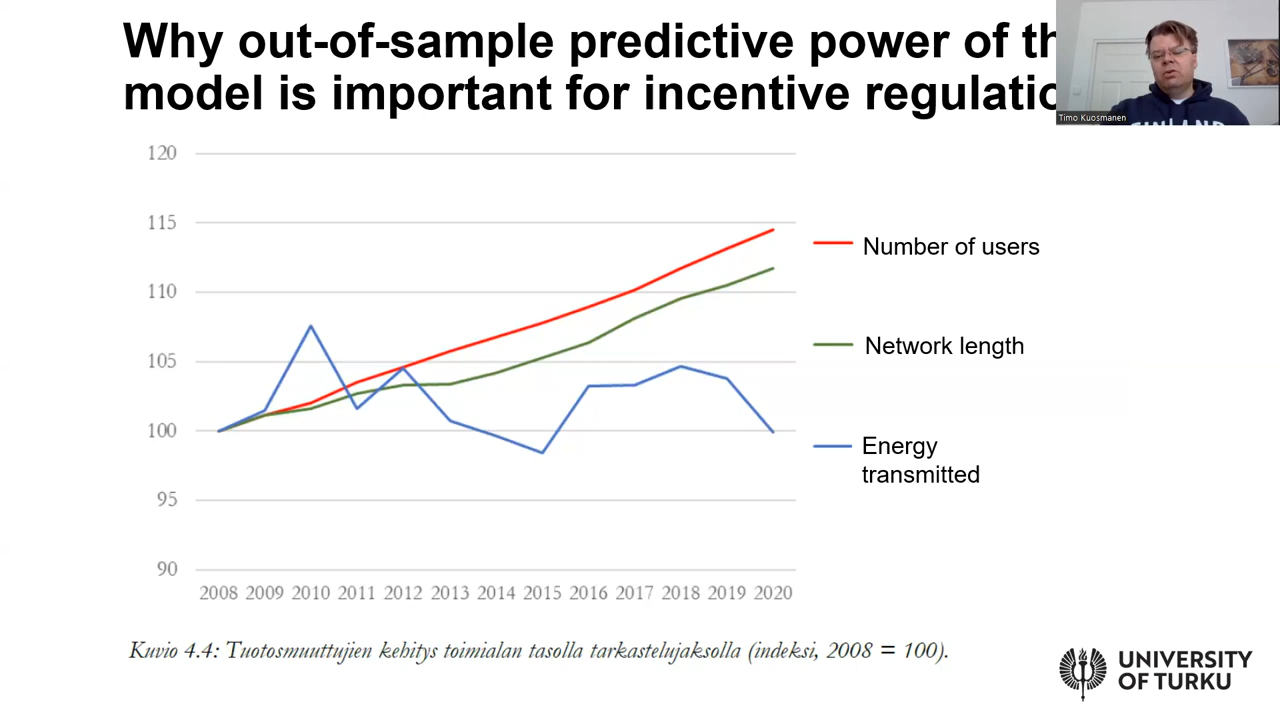 Why out-of-sample predictive power of th
model is important for incentive regulatio
Timo Kuosmanen
FINLAND
120
115
110
105
100
95
90
2008 2009 2010 2011 2012 2013 2014 2015 2016 2017 2018 2019 2020
Number of users
Network length
Energy
transmitted
Kuvio 4.4: Tuotosmuuttujien kehitys toimialan tasolla tarkastelujaksolla (indeksi, 2008 = 100).
UNIVERSITY
OF TURKU